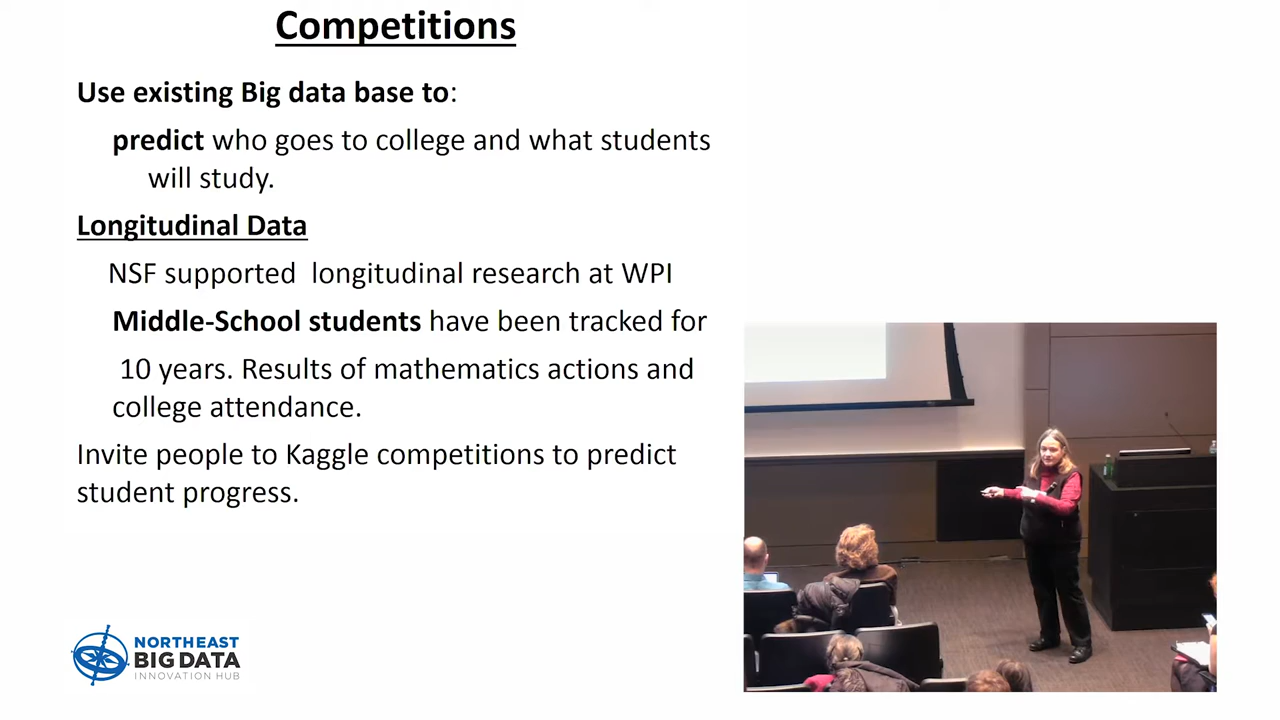 Competitions
Use existing Big data base to:
predict who goes to college and what students
will study.
Longitudinal Data
NSF supported  longitudinal research at WPI
Middle-School students have been tracked for
10 years. Results of mathematics actions and
college attendance.
Invite people to Kaggle competitions to predict
student progress.
NORTHEAST
BIG DATA
INNOVATION HUB